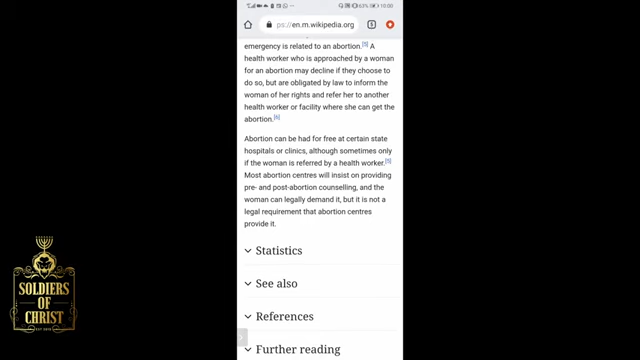 63% 10:00
ps://en.m.wikipedia.org
5
emergency is related to an abortion.[5] A
health worker who is approached by a woman
for an abortion may decline if they choose to
do so, but are obligated by law to inform the
woman of her rights and refer her to another
health worker or facility where she can get the
abortion.[6]
Abortion can be had for free at certain state
hospitals or clinics, although sometimes only
if the woman is referred by a health worker.[5]
Most abortion centres will insist on providing
pre- and post-abortion counselling, and the
woman can legally demand it, but it is not a
legal requirement that abortion centres
provide it.
Statistics
See also
References
Further reading
SOLDIERS
OF
CHRIST